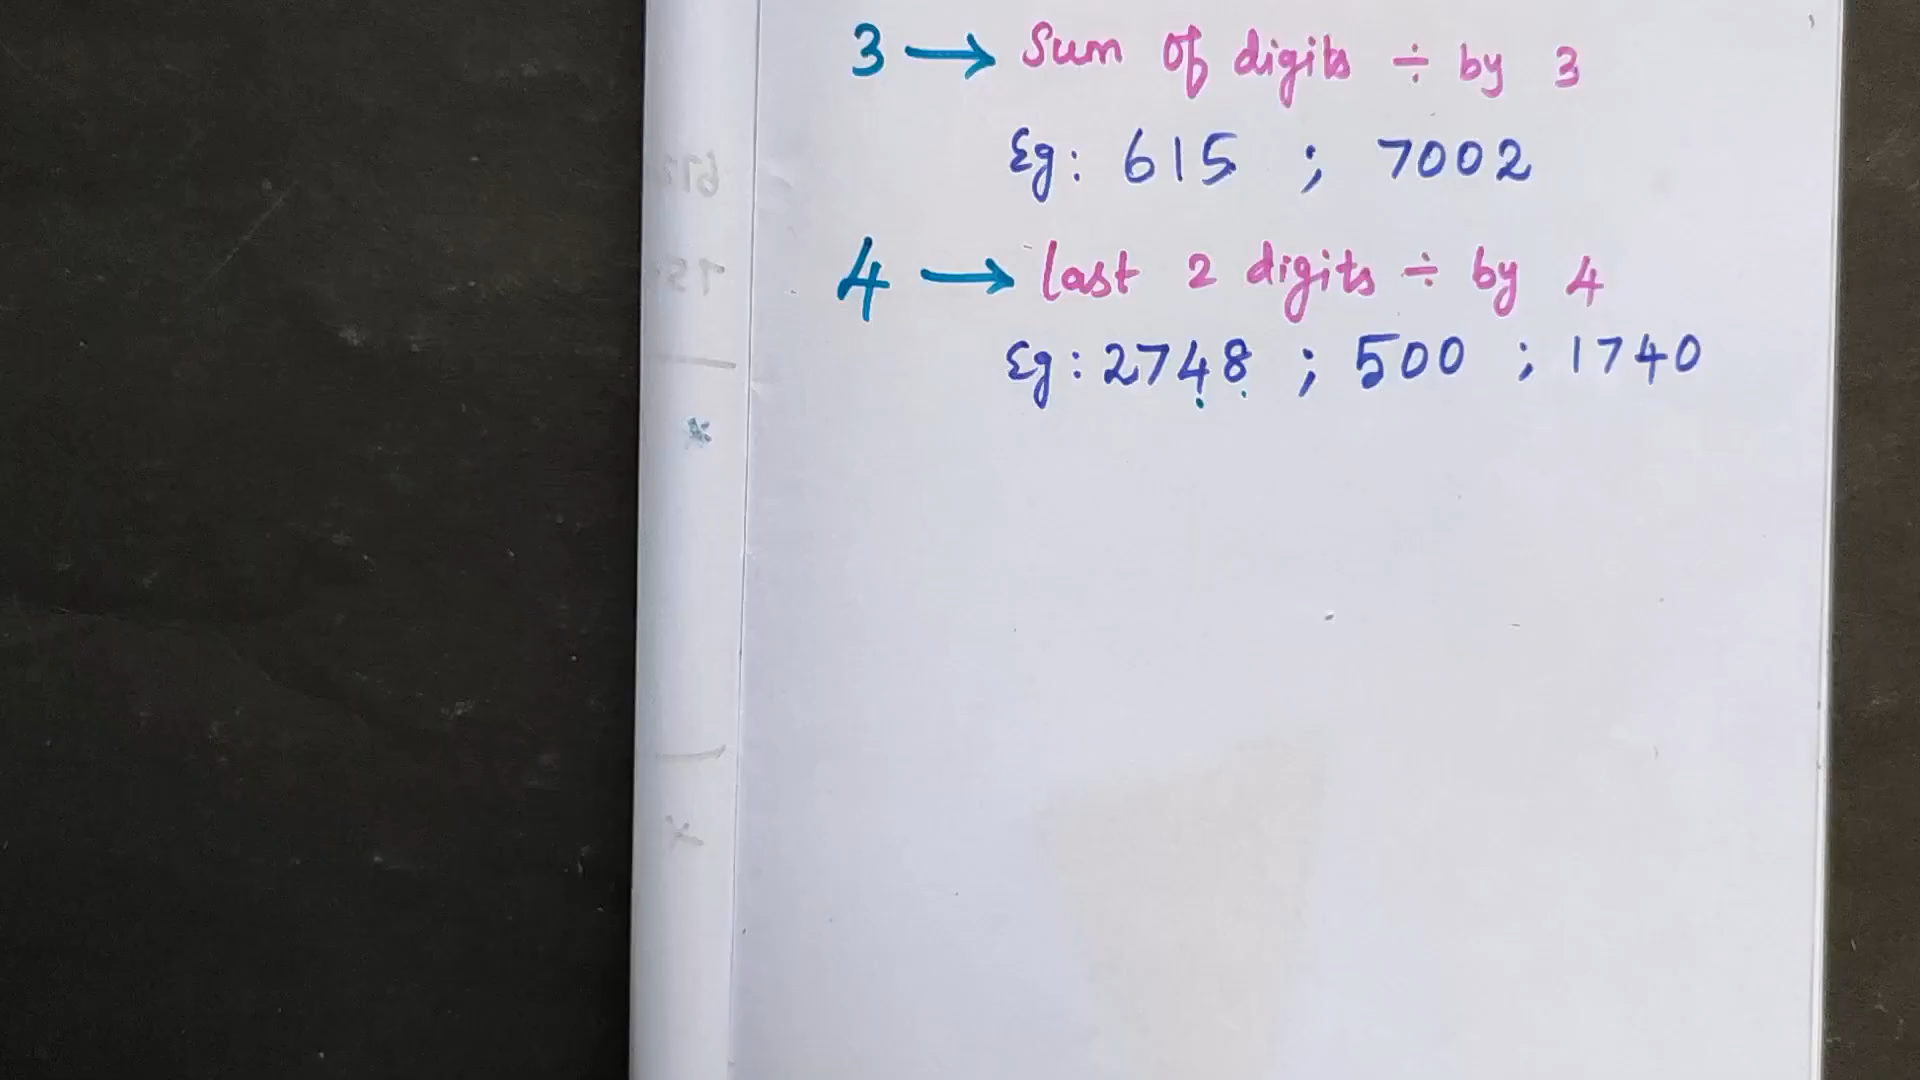 3 → Sum of digits ÷ by 3
Eg: 615 ; 7002
4 → last 2 digits ÷ by 4
Eg: 2748 ; 500 ; 1740